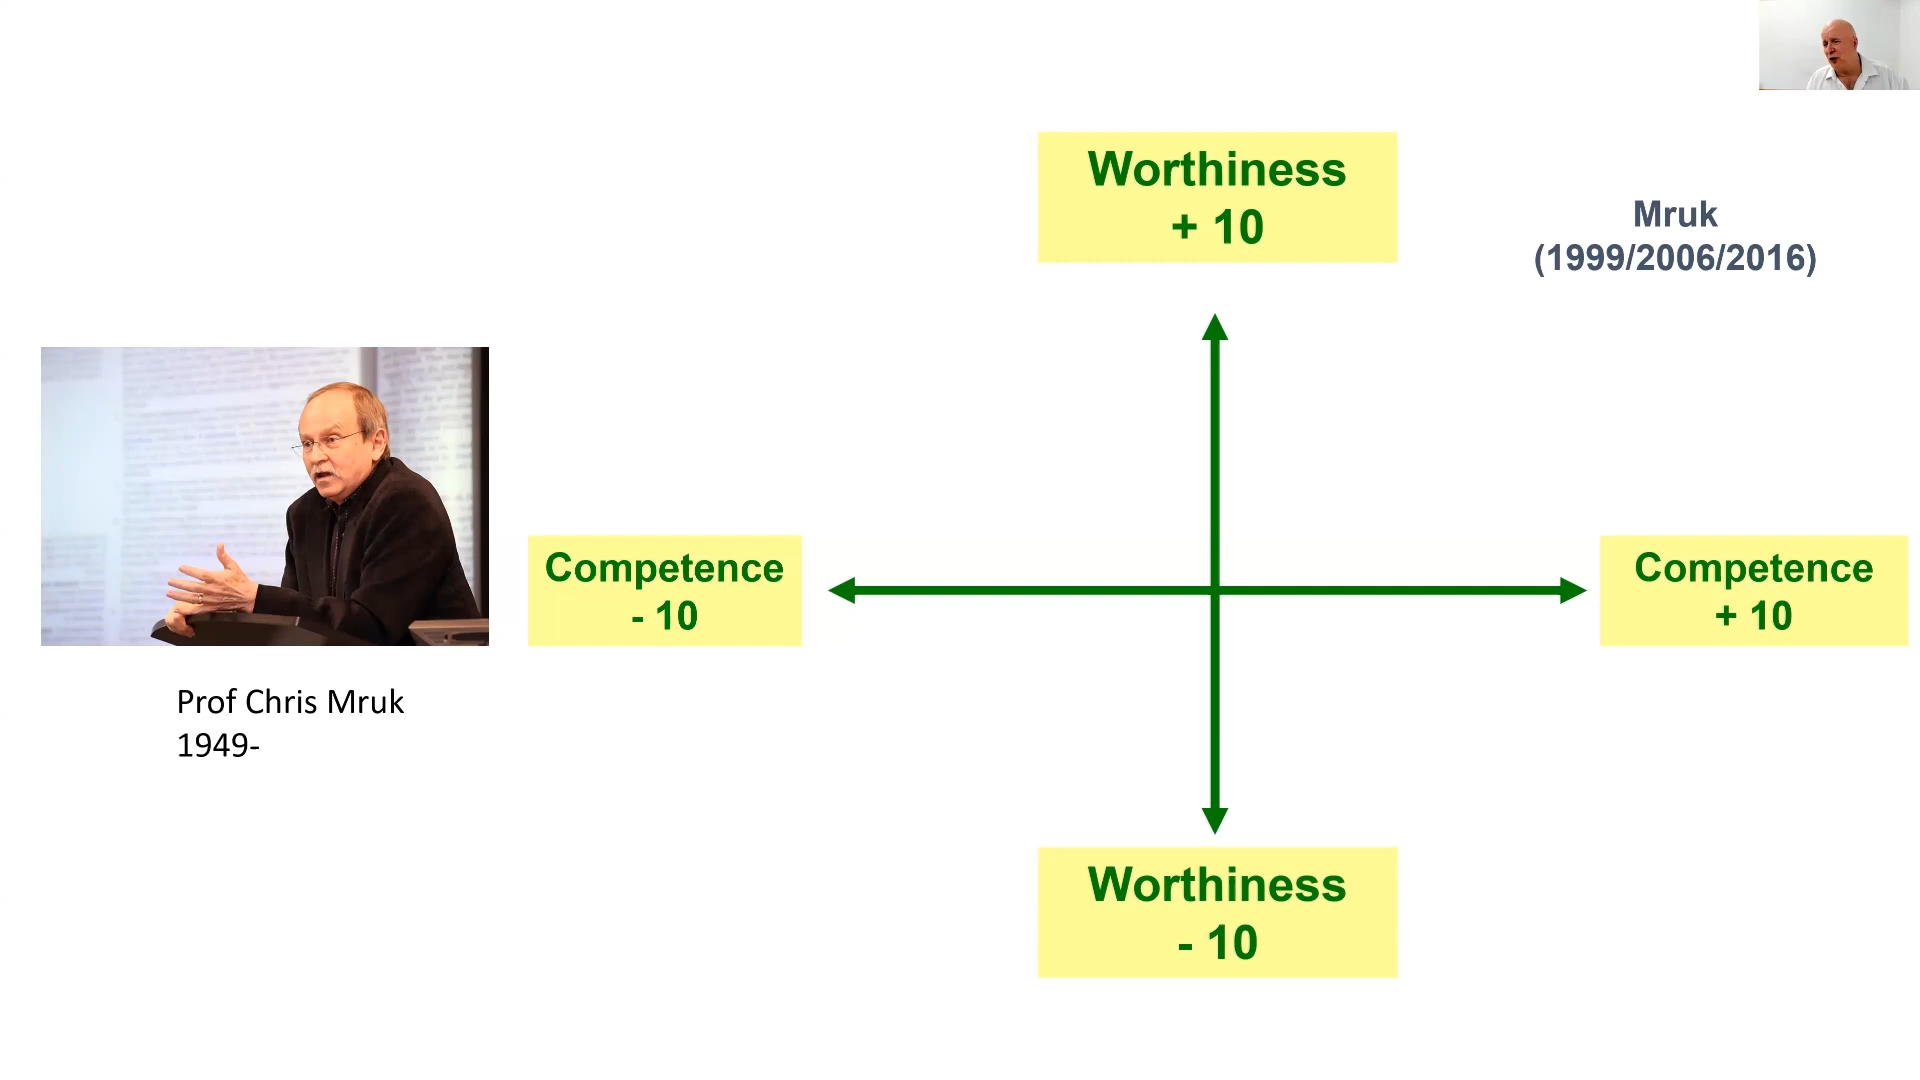 Worthiness
+ 10
Mruk
(1999/2006/2016)
Competence
- 10
Competence
+ 10
Prof Chris Mruk
1949-
Worthiness
- 10